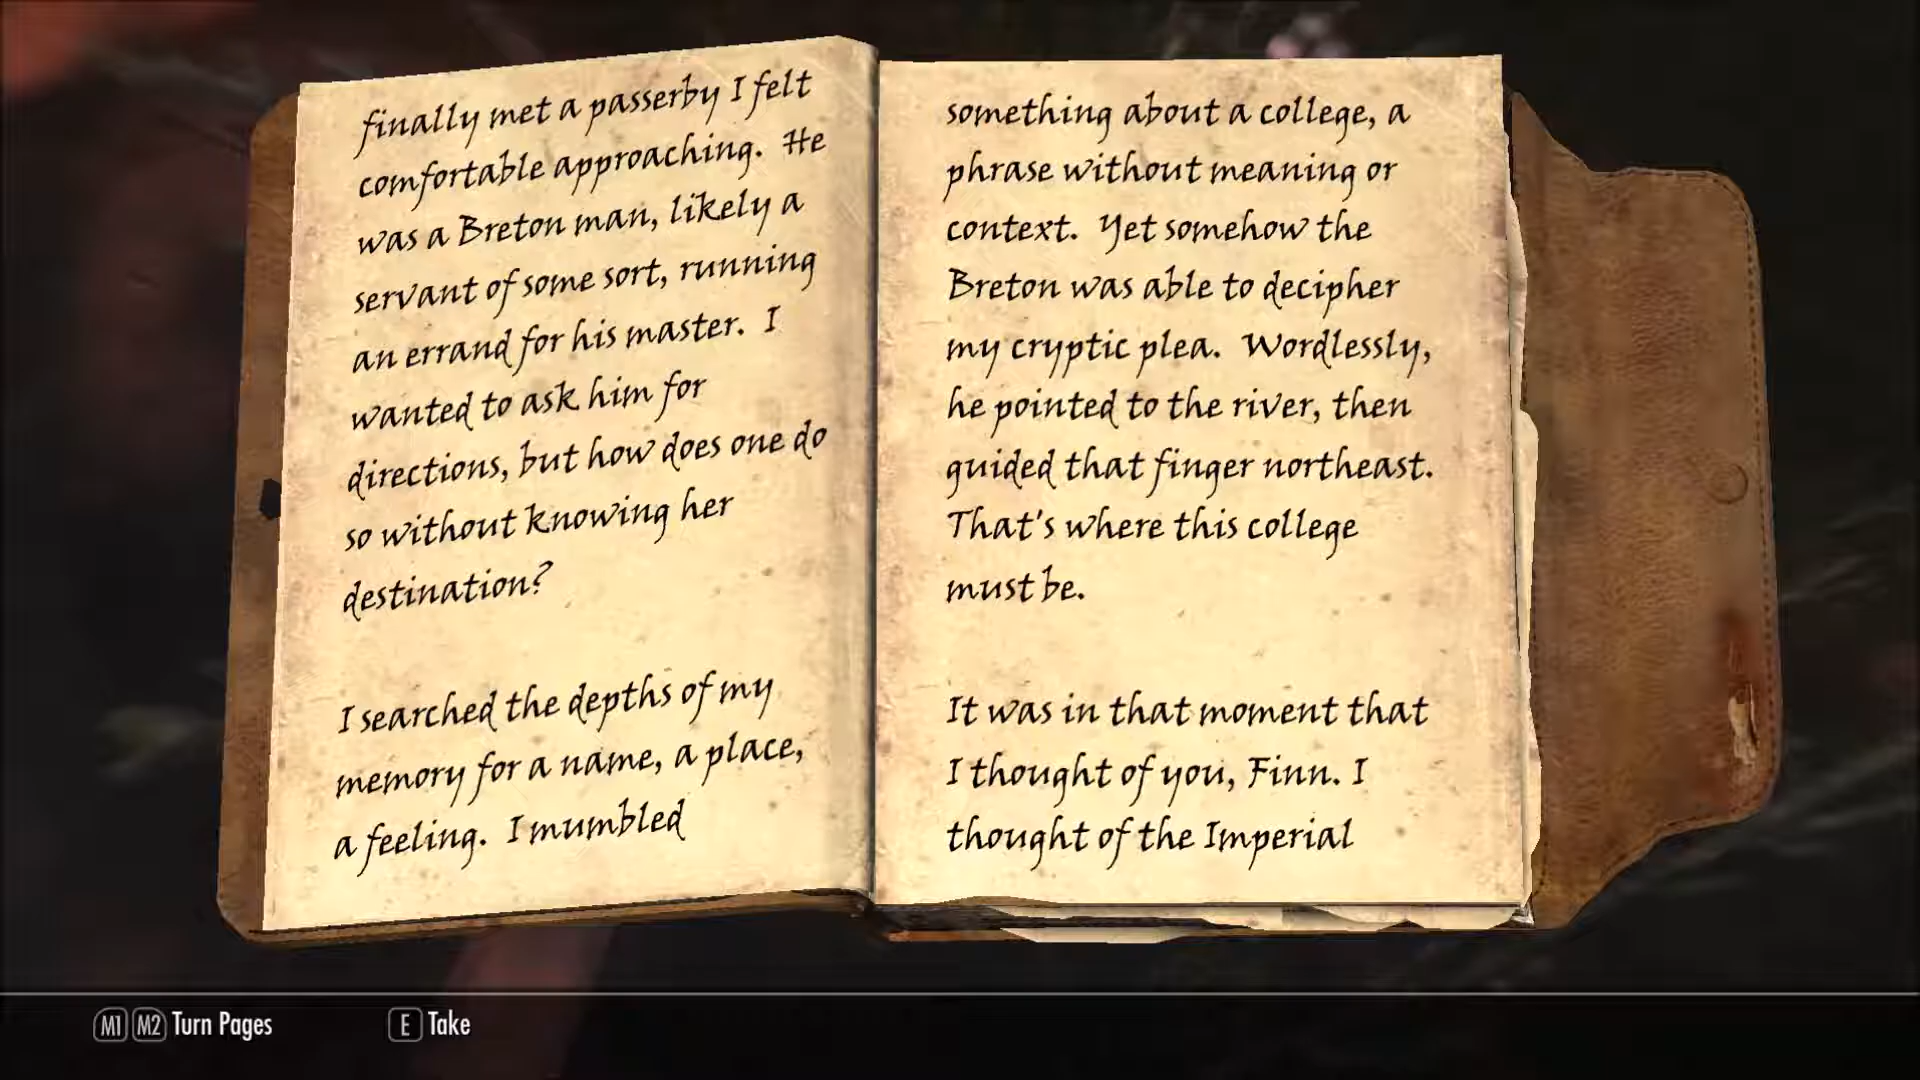 finally met a passerby I felt
comfortable approaching.  He
was a Breton man, likely a
servant of some sort, running
an errand for his master.  I
wanted to ask him for
directions, but how does one do
so without knowing her
destination?
I searched the depths of my
memory for a name, a place,
a feeling.  I mumbled
something about a college, a
phrase without meaning or
context.  Yet somehow the
Breton was able to decipher
my cryptic plea.  Wordlessly,
he pointed to the river, then
guided that finger northeast.
That's where this college
must be.
It was in that moment that
I thought of you, Finn. I
thought of the Imperial
M1 M2 Turn Pages
E Take